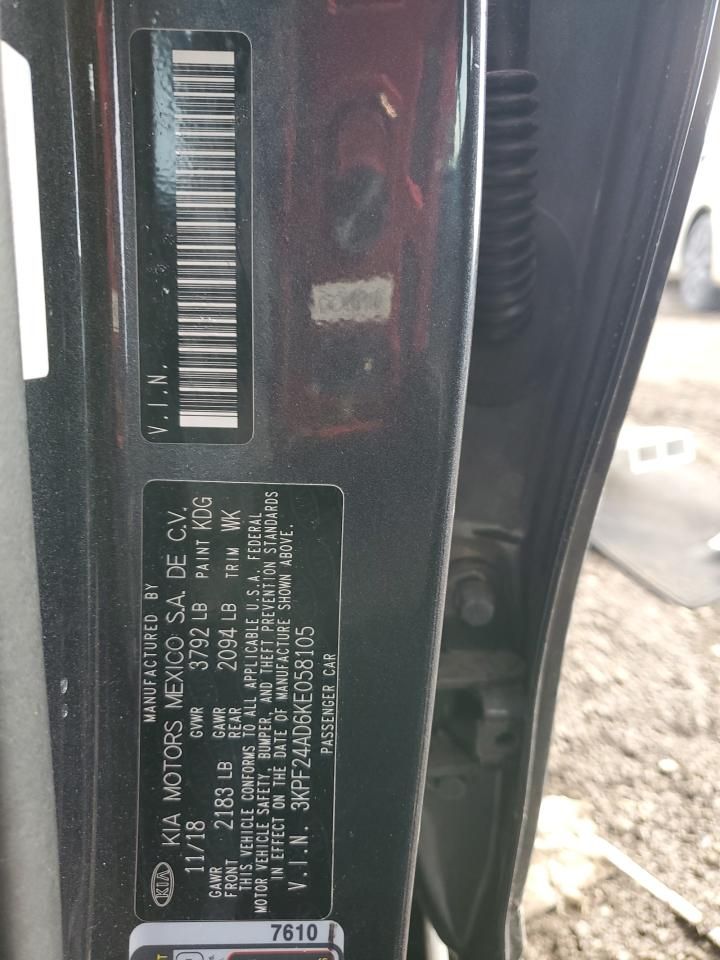 MANUFACTURED BY
KIA KIA MOTORS MEXICO S.A. DE C.V.
11/18 GVWR 3792 LB PAINT KDG
GAWR FRONT 2183 LB GAWR REAR 2094 LB TRIM WK
THIS VEHICLE CONFORMS TO ALL APPLICABLE U.S.A. FEDERAL
MOTOR VEHICLE SAFETY, BUMPER, AND THEFT PREVENTION STANDARDS
IN EFFECT ON THE DATE OF MANUFACTURE SHOWN ABOVE.
V.I.N. 3KPF24AD6KE058105
PASSENGER CAR
V.I.N.
7610